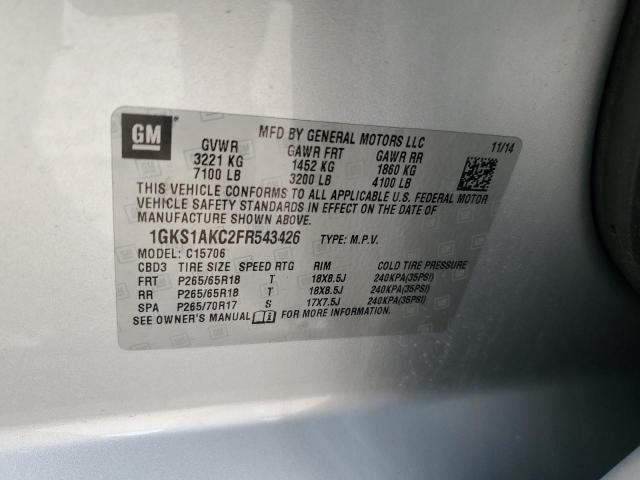 GM
MFD BY GENERAL MOTORS LLC 11/14
GVWR GAWR FRT GAWR RR
3221 KG 1452 KG 1860 KG
7100 LB 3200 LB 4100 LB
THIS VEHICLE CONFORMS TO ALL APPLICABLE U.S. FEDERAL MOTOR
VEHICLE SAFETY STANDARDS IN EFFECT ON THE DATE OF
MANUFACTURE SHOWN ABOVE.
1GKS1AKC2FR543426 TYPE: M.P.V.
MODEL: C15706
CBD3 TIRE SIZE SPEED RTG RIM COLD TIRE PRESSURE
FRT P265/65R18 T 18X8.5J 240KPA(35PSI)
RR P265/65R18 T 18X8.5J 240KPA(35PSI)
SPA P265/70R17 S 17X7.5J 240KPA(35PSI)
SEE OWNER'S MANUAL FOR MORE INFORMATION.